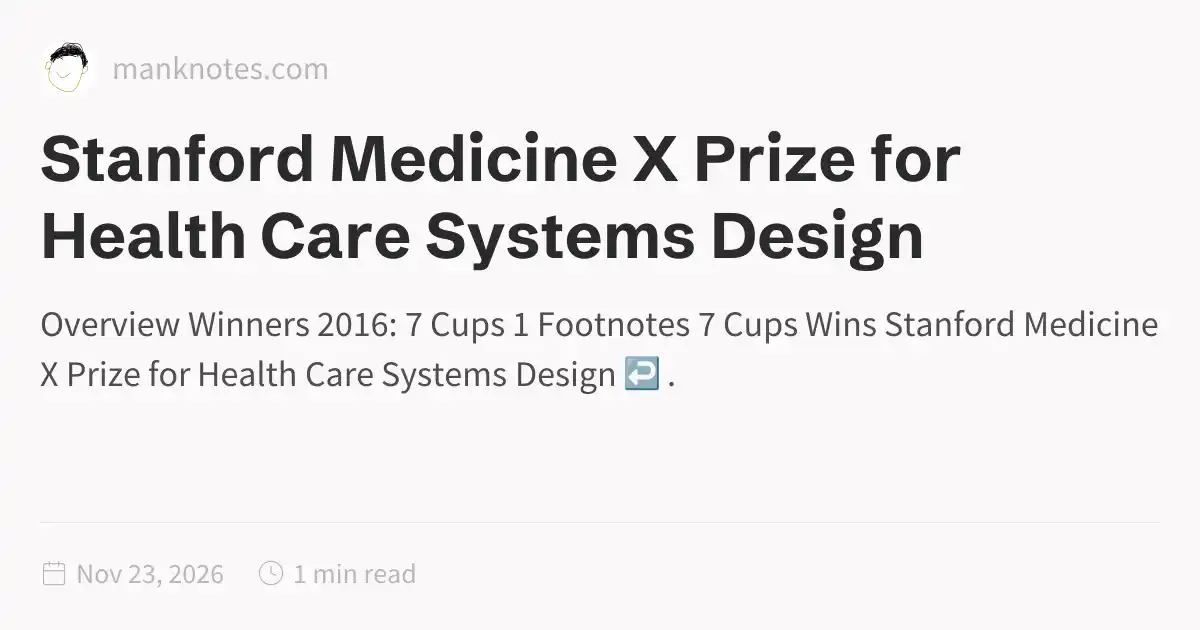 manknotes.com
Stanford Medicine X Prize for
Health Care Systems Design
Overview Winners 2016: 7 Cups 1 Footnotes 7 Cups Wins Stanford Medicine
X Prize for Health Care Systems Design ↩️ .
Nov 23, 2026 1 min read